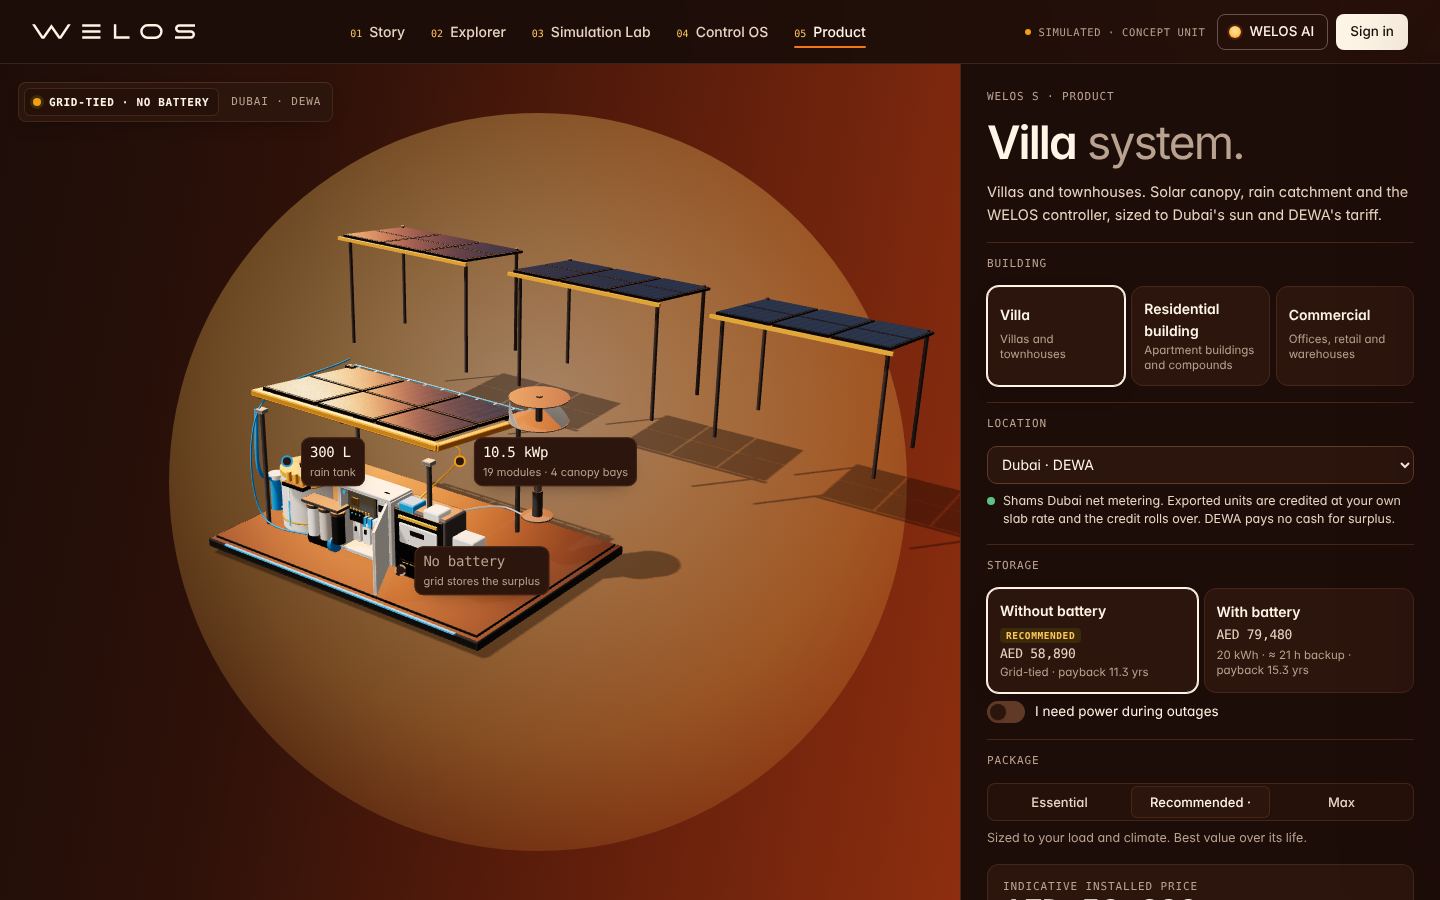 WELOS
01 Story
02 Explorer
03 Simulation Lab
04 Control OS
05 Product
SIMULATED · CONCEPT UNIT
WELOS AI
Sign in
GRID-TIED · NO BATTERY
DUBAI · DEWA
300 L
rain tank
10.5 kWp
19 modules · 4 canopy bays
No battery
grid stores the surplus
WELOS S · PRODUCT
Villa system.
Villas and townhouses. Solar canopy, rain catchment and the
WELOS controller, sized to Dubai's sun and DEWA's tariff.
BUILDING
Villa
Villas and
townhouses
Residential
building
Apartment buildings
and compounds
Commercial
Offices, retail and
warehouses
LOCATION
Dubai · DEWA
Shams Dubai net metering. Exported units are credited at your own
slab rate and the credit rolls over. DEWA pays no cash for surplus.
STORAGE
Without battery
RECOMMENDED
AED 58,890
Grid-tied · payback 11.3 yrs
With battery
AED 79,480
20 kWh · ≈ 21 h backup ·
payback 15.3 yrs
I need power during outages
PACKAGE
Essential
Recommended ·
Max
Sized to your load and climate. Best value over its life.
INDICATIVE INSTALLED PRICE